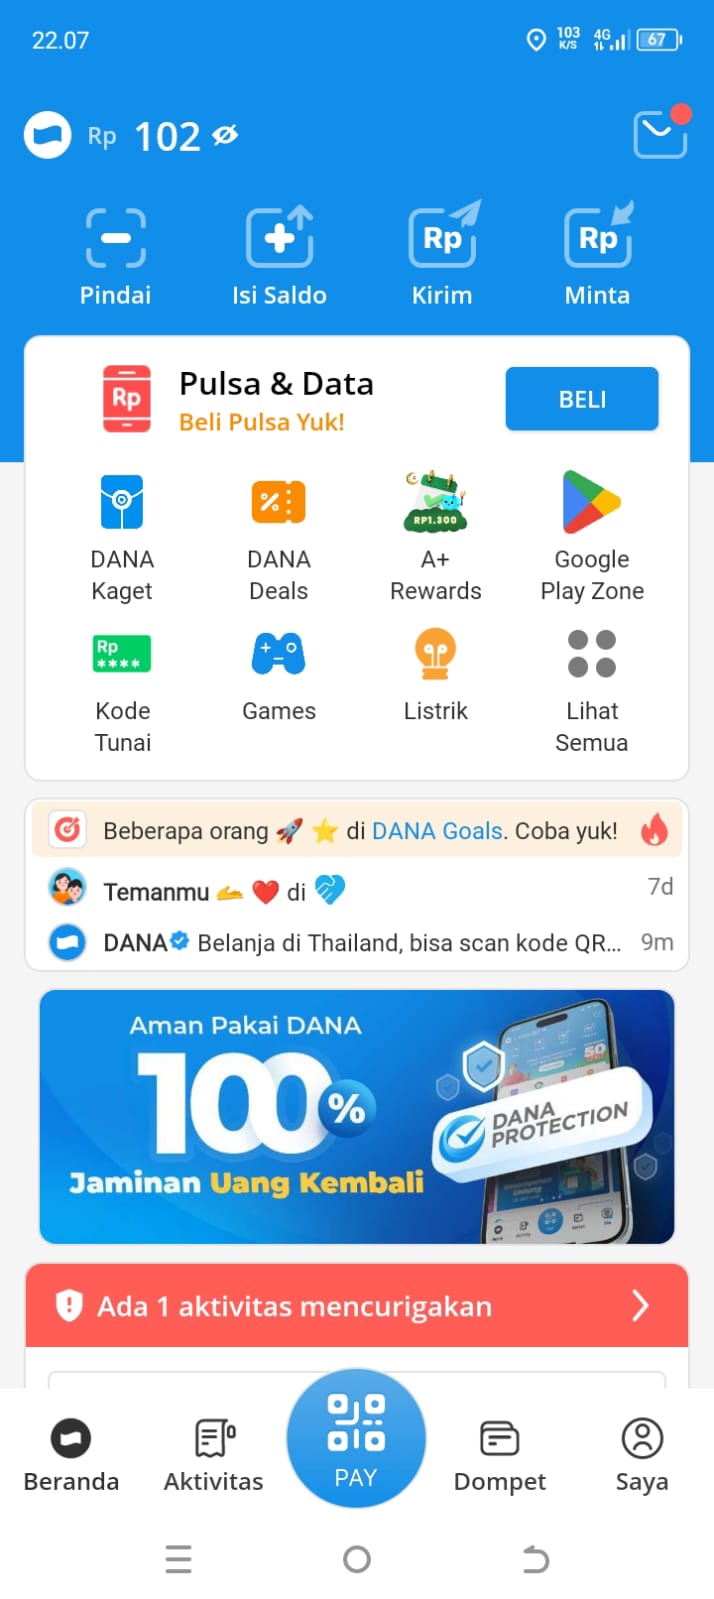 22.07
103
K/S
4G
67
Rp 102
Rp
Rp
Pindai
Isi Saldo
Kirim
Minta
Rp
Pulsa & Data
Beli Pulsa Yuk!
BELI
RP1.300
DANA
Kaget
DANA
Deals
A+
Rewards
Google
Play Zone
Rp
****
Kode
Tunai
Games
Listrik
Lihat
Semua
Beberapa orang 🚀 ⭐ di DANA Goals. Coba yuk!
Temanmu 🫴 ❤️ di 7d
DANA Belanja di Thailand, bisa scan kode QR... 9m
Aman Pakai DANA
100%
Jaminan Uang Kembali
DANA
PROTECTION
Ada 1 aktivitas mencurigakan
Beranda
Aktivitas
PAY
Dompet
Saya